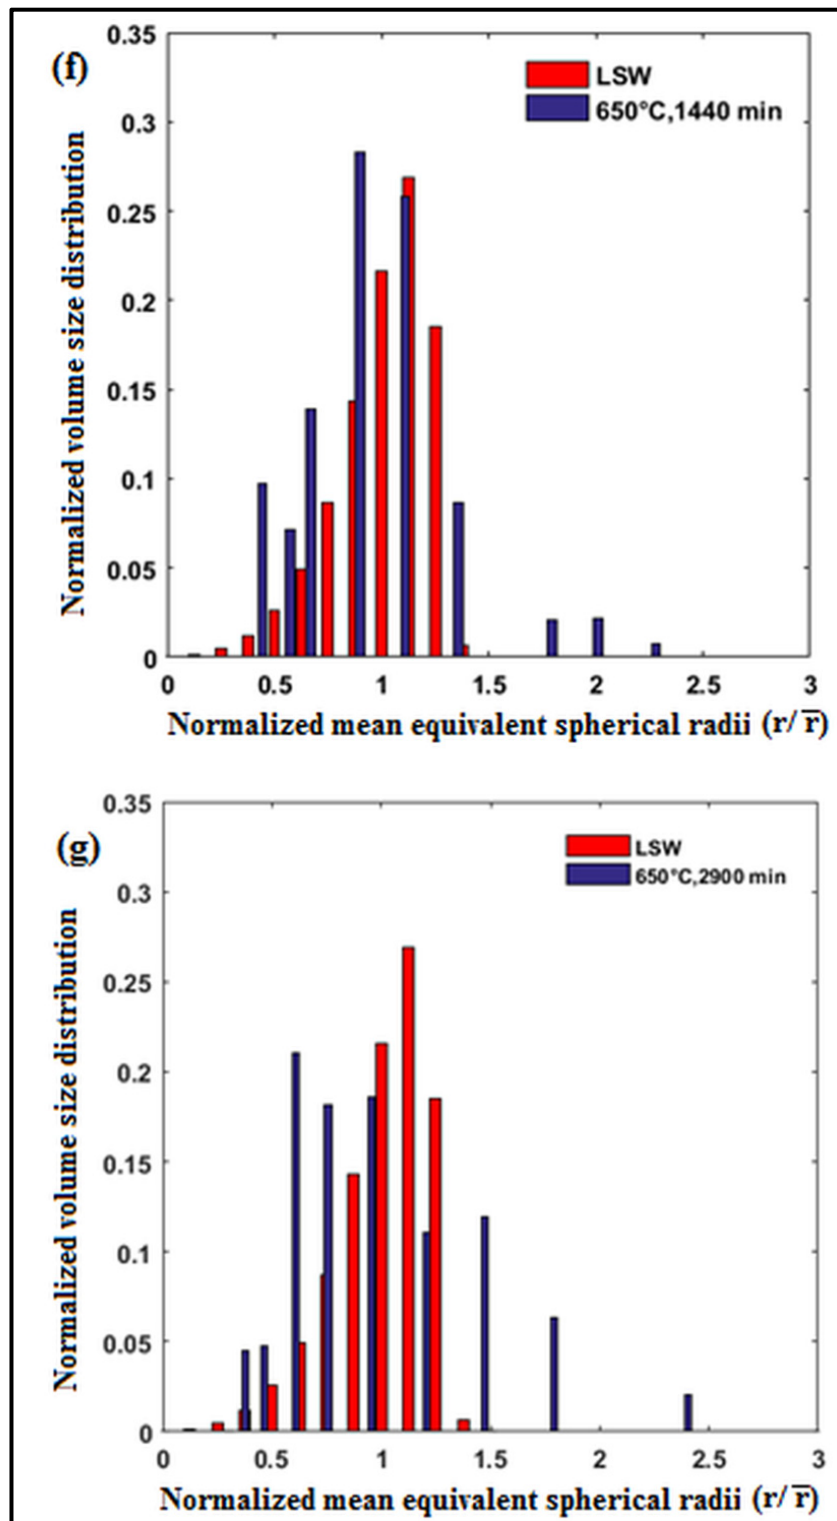 (f)
0.35
0.3
0.25
0.2
0.15
0.1
0.05
0
Normalized volume size distribution
LSW
650°C,1440 min
0 0.5 1 1.5 2 2.5 3
Normalized mean equivalent spherical radii (r/ r̅)
(g)
0.35
0.3
0.25
0.2
0.15
0.1
0.05
0
Normalized volume size distribution
LSW
650°C,2900 min
0 0.5 1 1.5 2 2.5 3
Normalized mean equivalent spherical radii (r/ r̅)